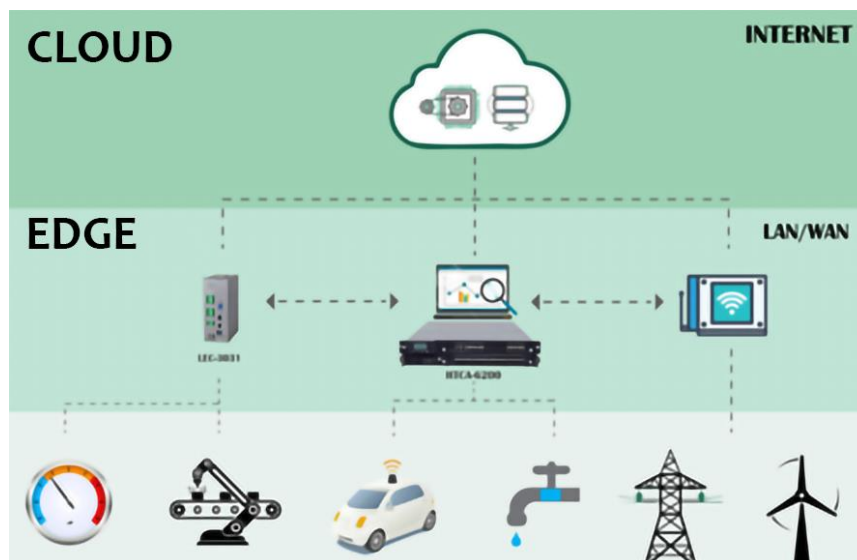 CLOUD
INTERNET
EDGE
LAN/WAN
LEC-3031
HTCA-6200